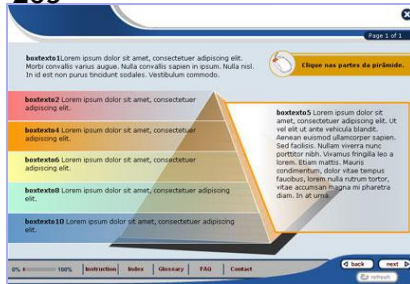 Page 1 of 1
boxtexto1Lorem ipsum dolor sit amet, consectetuer adipiscing elit.
Morbi convallis varius augue. Nulla convallis sapien in ipsum. Nulla nisl.
In id est non purus tincidunt sodales. Vestibulum commodo.
Clique nas partes da pirâmide.
boxtexto2 Lorem ipsum dolor sit amet, consectetuer
adipiscing elit.
boxtexto4 Lorem ipsum dolor sit amet, consectetuer
adipiscing elit.
boxtexto6 Lorem ipsum dolor sit amet, consectetuer
adipiscing elit.
boxtexto8 Lorem ipsum dolor sit amet, consectetuer adipiscing
elit.
boxtexto10 Lorem ipsum dolor sit amet, consectetuer adipiscing
elit.
boxtexto5 Lorem ipsum dolor sit
amet, consectetuer adipiscing elit. Ut
vel elit ut ante vehicula blandit.
Aenean euismod ullamcorper sapien.
Sed facilisis. Nullam viverra nunc
porttitor nibh. Vivamus fringilla leo a
lorem. Etiam mattis. Mauris
condimentum, dolor vitae tempus
faucibus, lorem nulla rutrum tortor,
vitae accumsan magna mi pharetra
diam. In at urna.
0% 100% Instruction Index Glossary FAQ Contact
back next
refresh